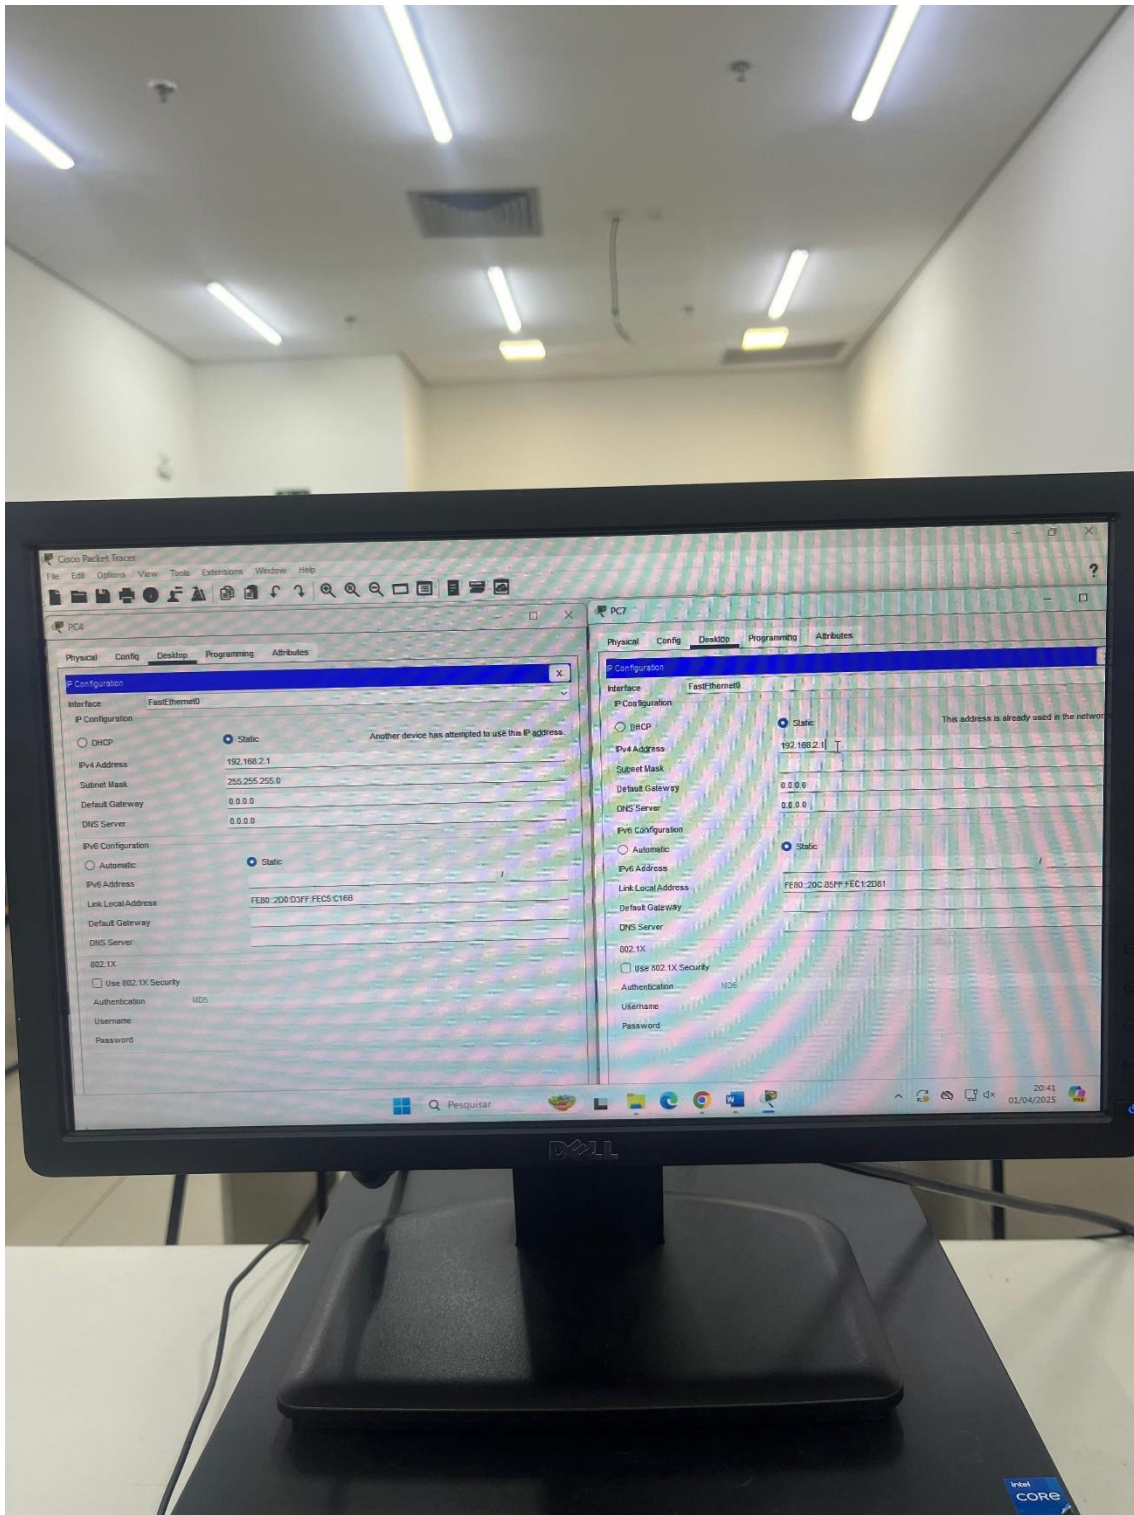 Cisco Packet Tracer
File Edit Options View Tools Extensions Window Help
?
PC4
Physical Config Desktop Programming Attributes
IP Configuration X
Interface FastEthernet0
IP Configuration
DHCP Static Another device has attempted to use this IP address.
IPv4 Address 192.168.2.1
Subnet Mask 255.255.255.0
Default Gateway 0.0.0.0
DNS Server 0.0.0.0
IPv6 Configuration
Automatic Static
IPv6 Address /
Link Local Address FE80::2D0:D3FF:FEC5:C16B
Default Gateway
DNS Server
802.1X
Use 802.1X Security
Authentication MD5
Username
Password
PC7
Physical Config Desktop Programming Attributes
IP Configuration
Interface FastEthernet0
IP Configuration
DHCP Static This address is already used in the networ
IPv4 Address 192.168.2.1
Subnet Mask
Default Gateway 0.0.0.0
DNS Server 0.0.0.0
IPv6 Configuration
Automatic Static
IPv6 Address /
Link Local Address FE80::20C:85FF:FEC1:2D81
Default Gateway
DNS Server
802.1X
Use 802.1X Security
Authentication MD5
Username
Password
Pesquisar
20:41
01/04/2025
DELL
intel
CORE